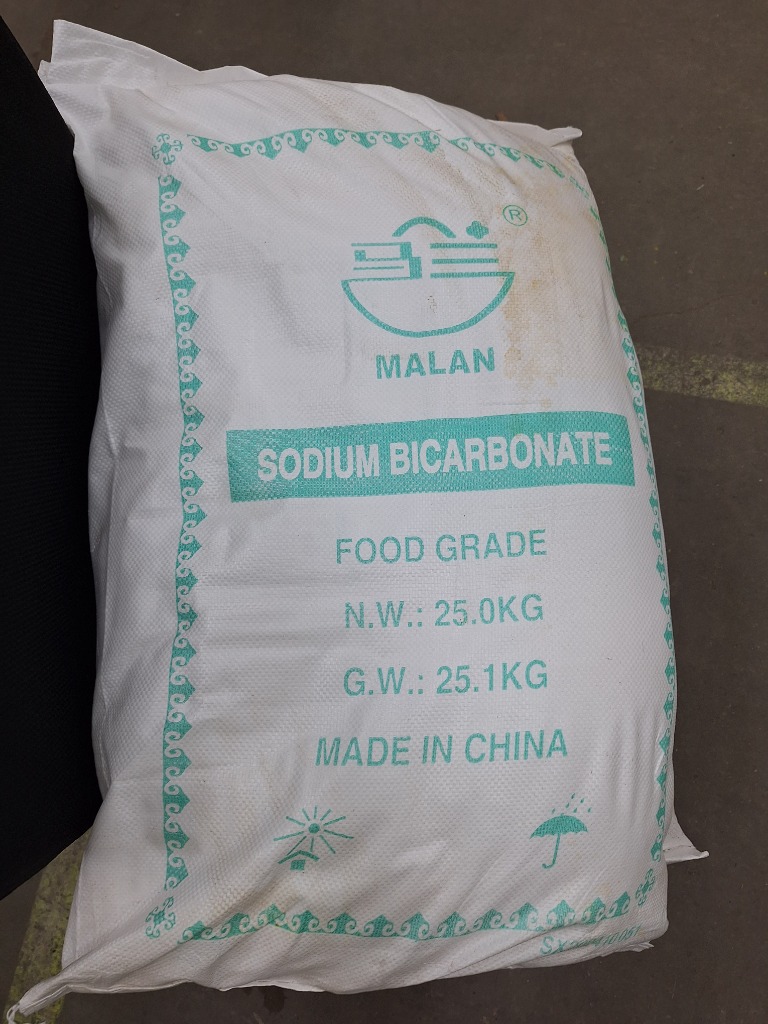 ®
MALAN
SODIUM BICARBONATE
FOOD GRADE
N.W.: 25.0KG
G.W.: 25.1KG
MADE IN CHINA